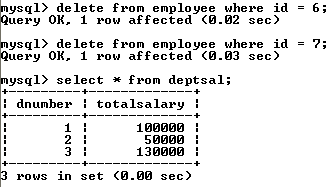 mysql> delete from employee where id = 6;
Query OK, 1 row affected (0.02 sec)
mysql> delete from employee where id = 7;
Query OK, 1 row affected (0.03 sec)
mysql> select * from deptsal;
+---------+-------------+
| dnumber | totalsalary |
+---------+-------------+
| 1 | 100000 |
| 2 | 50000 |
| 3 | 130000 |
+---------+-------------+
3 rows in set (0.00 sec)